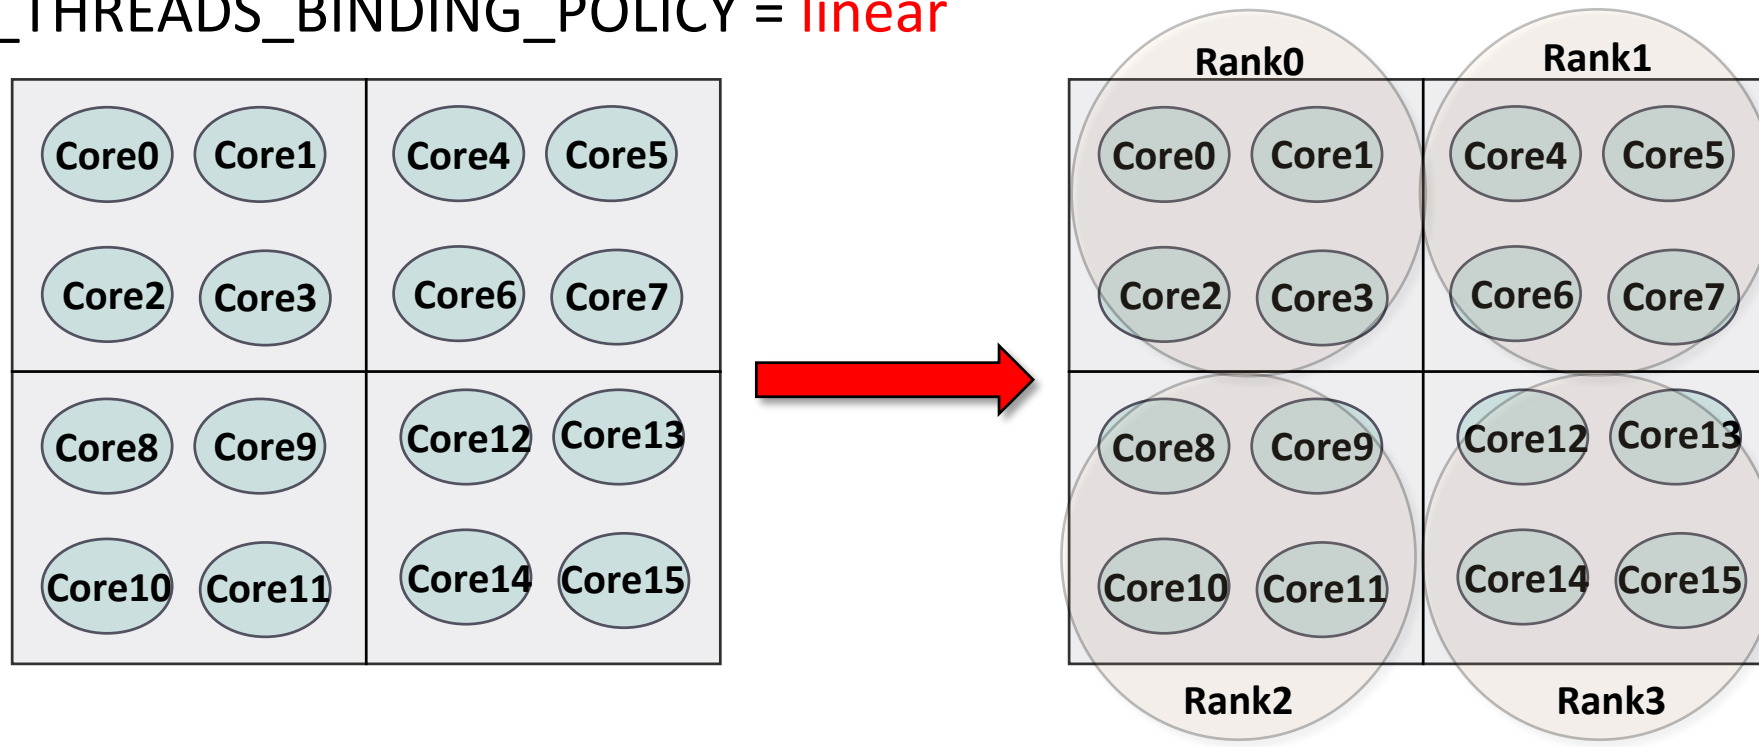 _THREADS_BINDING_POLICY = linear
Rank0 Rank1
Core0 Core1 Core4 Core5 Core0 Core1 Core4 Core5
Core2 Core3 Core6 Core7 Core2 Core3 Core6 Core7
Core8 Core9 Core12 Core13 Core8 Core9 Core12 Core13
Core10 Core11 Core14 Core15 Core10 Core11 Core14 Core15
Rank2 Rank3